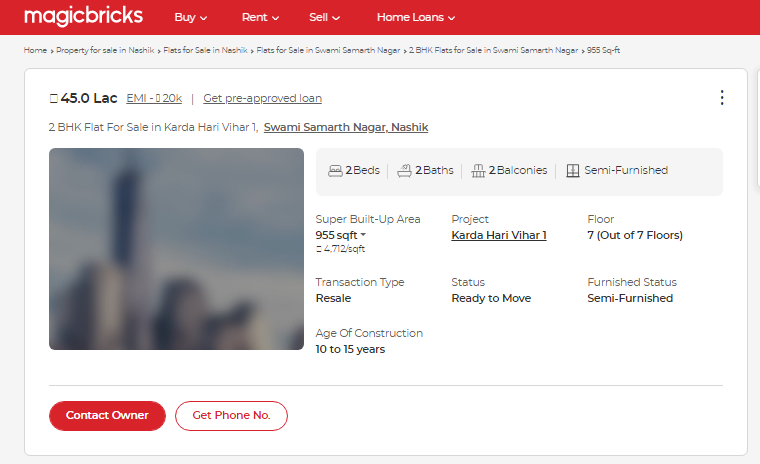 magicbricks
Buy Rent Sell Home Loans
Home > Property for sale in Nashik > Flats for Sale in Nashik > Flats for Sale in Swami Samarth Nagar > 2 BHK Flats for Sale in Swami Samarth Nagar > 955 Sq-ft
▯ 45.0 Lac EMI - ▯ 20k | Get pre-approved loan
2 BHK Flat For Sale in Karda Hari Vihar 1, Swami Samarth Nagar, Nashik
2 Beds 2 Baths 2 Balconies Semi-Furnished
Super Built-Up Area Project Floor
955 sqft Karda Hari Vihar 1 7 (Out of 7 Floors)
▯ 4,712/sqft
Transaction Type Status Furnished Status
Resale Ready to Move Semi-Furnished
Age Of Construction
10 to 15 years
Contact Owner Get Phone No.